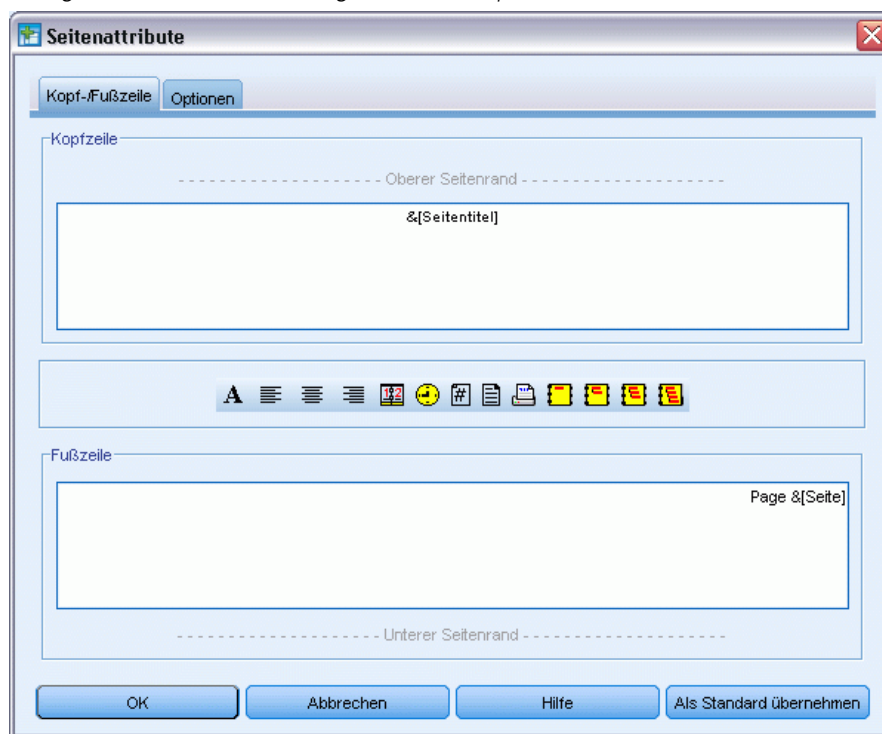 Seitenattribute
Kopf-/Fußzeile Optionen
Kopfzeile
Oberer Seitenrand
&[Seitentitel]
A
Fußzeile
Page &[Seite]
Unterer Seitenrand
OK Abbrechen Hilfe Als Standard übernehmen